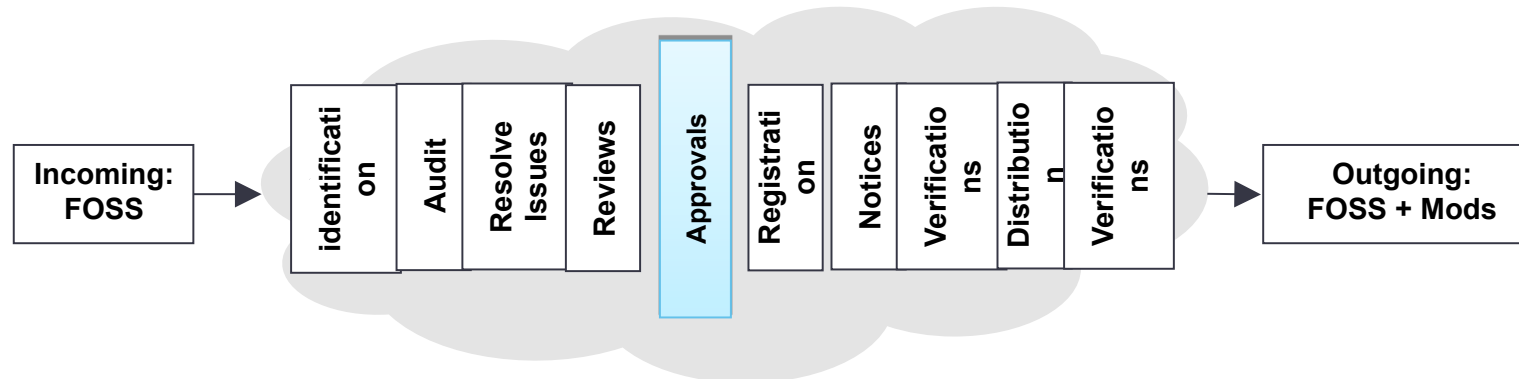 Incoming:
FOSS
identificati
on
Audit
Resolve
Issues
Reviews
Approvals
Registrati
on
Notices
Verificatio
ns
Distributio
n
Verificatio
ns
Outgoing:
FOSS + Mods